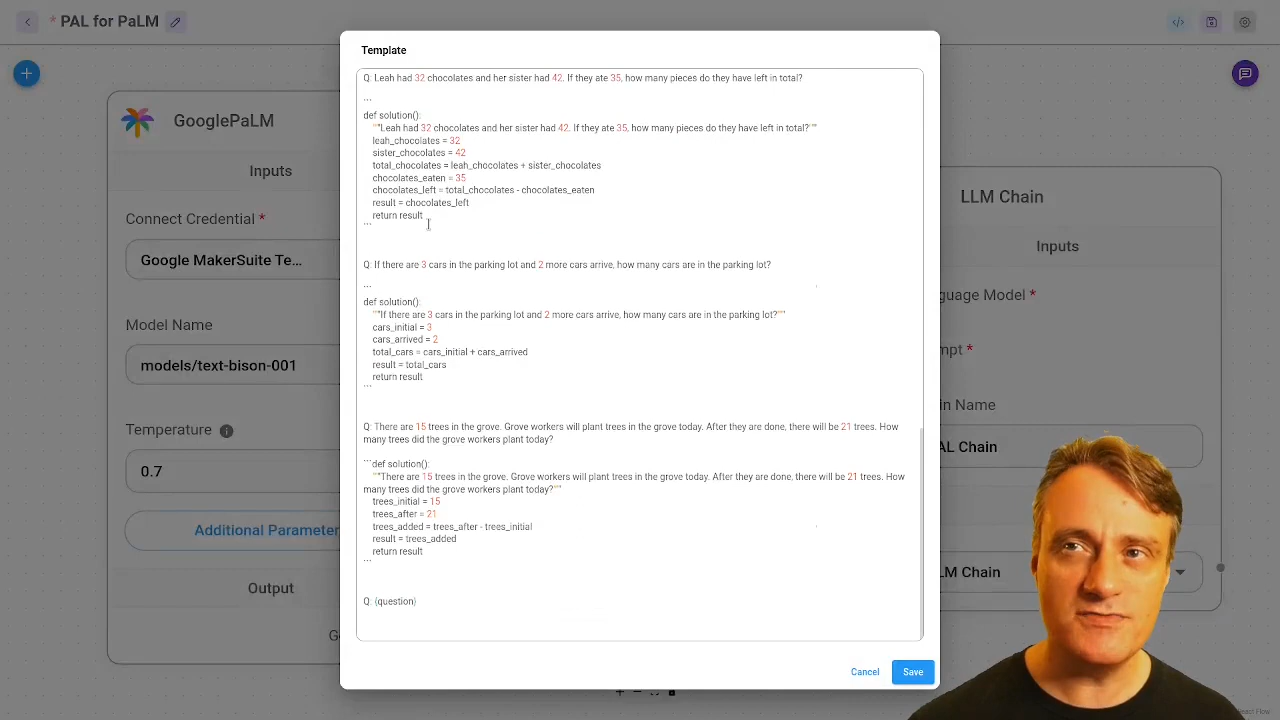 * PAL for PaLM
Template
Q: Leah had 32 chocolates and her sister had 42. If they ate 35, how many pieces do they have left in total?
```
def solution():
"""Leah had 32 chocolates and her sister had 42. If they ate 35, how many pieces do they have left in total?"""
leah_chocolates = 32
sister_chocolates = 42
total_chocolates = leah_chocolates + sister_chocolates
chocolates_eaten = 35
chocolates_left = total_chocolates - chocolates_eaten
result = chocolates_left
return result
```
Q: If there are 3 cars in the parking lot and 2 more cars arrive, how many cars are in the parking lot?
```
def solution():
"""If there are 3 cars in the parking lot and 2 more cars arrive, how many cars are in the parking lot?"""
cars_initial = 3
cars_arrived = 2
total_cars = cars_initial + cars_arrived
result = total_cars
return result
```
Q: There are 15 trees in the grove. Grove workers will plant trees in the grove today. After they are done, there will be 21 trees. How
many trees did the grove workers plant today?
```def solution():
"""There are 15 trees in the grove. Grove workers will plant trees in the grove today. After they are done, there will be 21 trees. How
many trees did the grove workers plant today?"""
trees_initial = 15
trees_after = 21
trees_added = trees_after - trees_initial
result = trees_added
return result
```
Q: {question}
Cancel
Save
GooglePaLM
Inputs
Connect Credential *
Google MakerSuite Te...
Model Name
models/text-bison-001
Temperature
0.7
Additional Parameter
Output
LLM Chain
Inputs
guage Model *
mpt *
in Name
AL Chain
LM Chain
React Flow